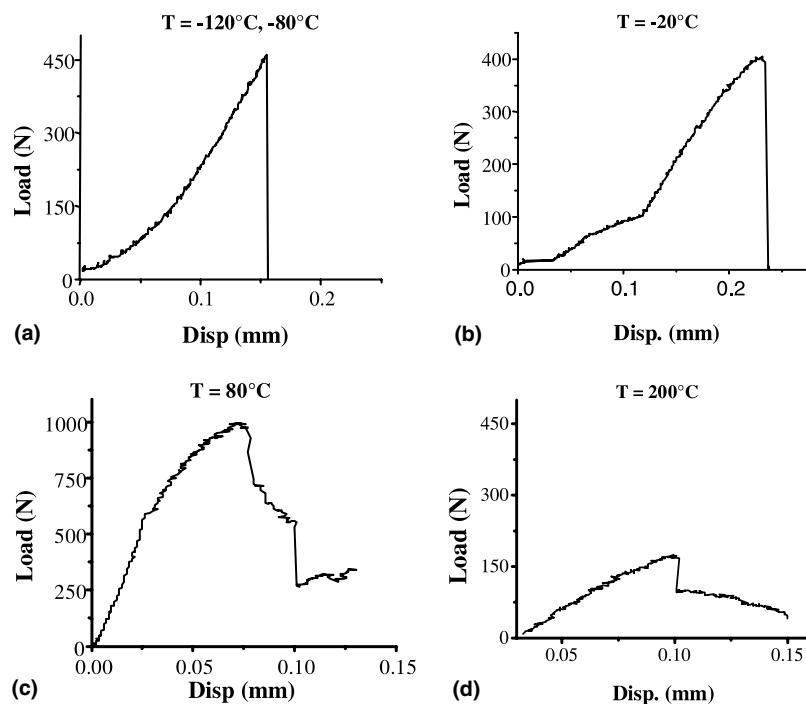 T = -120°C, -80°C
450
300
150
0
0.0
0.1
0.2
Load (N)
Disp (mm)
(a)
T = -20°C
400
300
200
100
0
0.0
0.1
0.2
Load (N)
Disp. (mm)
(b)
T = 80°C
1000
750
500
250
0
0.00
0.05
0.10
0.15
Load (N)
Disp (mm)
(c)
T = 200°C
450
300
150
0
0.05
0.10
0.15
Load (N)
Disp. (mm)
(d)